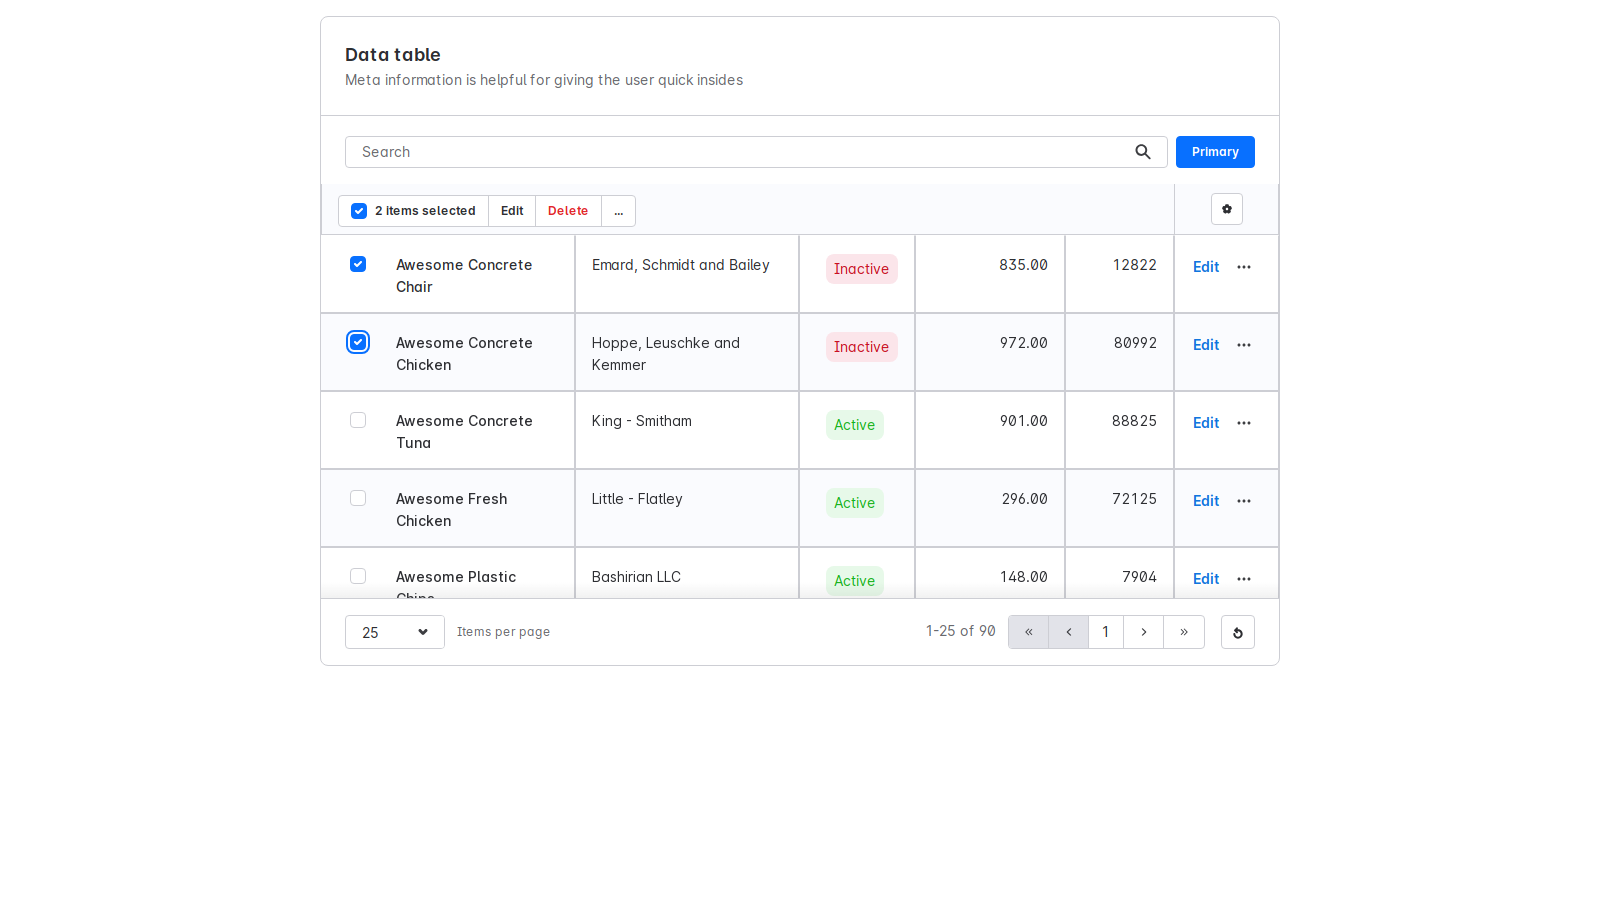 Data table
Meta information is helpful for giving the user quick insides
Search
Primary
2 items selected Edit Delete ...
Awesome Concrete Chair Emard, Schmidt and Bailey Inactive 835.00 12822 Edit
Awesome Concrete Chicken Hoppe, Leuschke and Kemmer Inactive 972.00 80992 Edit
Awesome Concrete Tuna King - Smitham Active 901.00 88825 Edit
Awesome Fresh Chicken Little - Flatley Active 296.00 72125 Edit
Awesome Plastic Bashirian LLC Active 148.00 7904 Edit
25 Items per page 1-25 of 90 « ‹ 1 › »